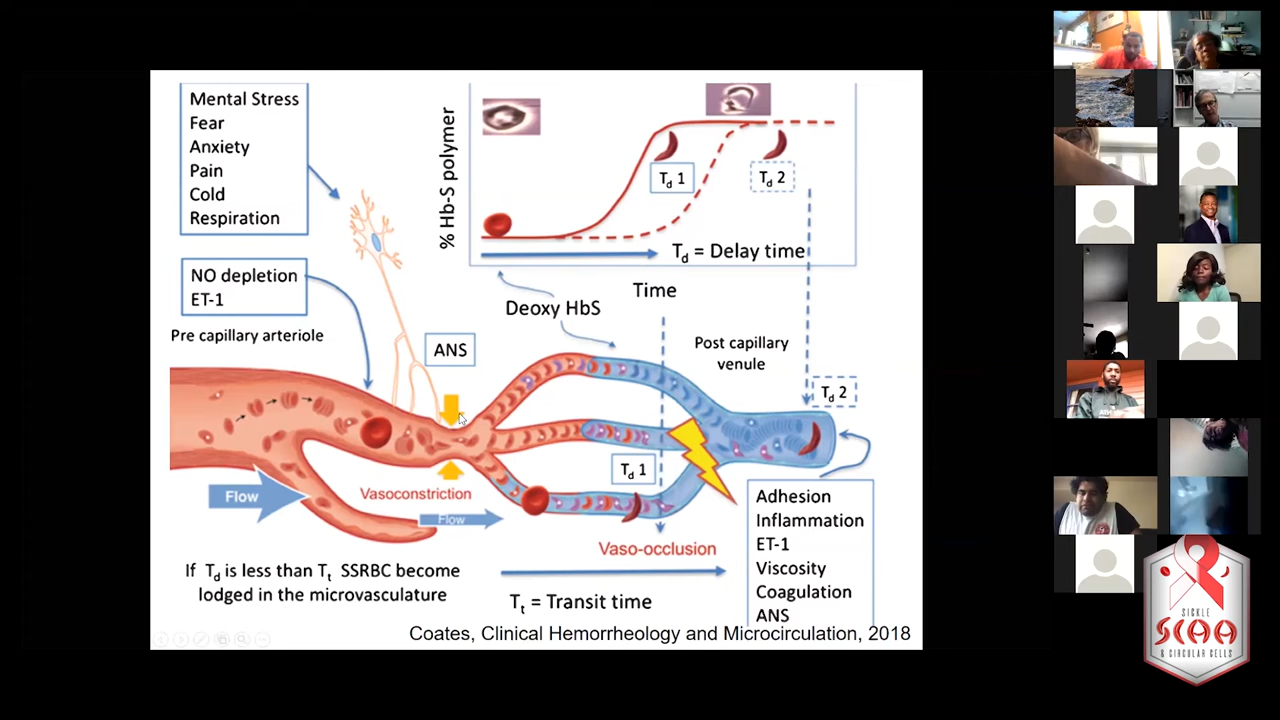 Mental Stress
Fear
Anxiety
Pain
Cold
Respiration
NO depletion
ET-1
Pre capillary arteriole
ANS
% Hb-S polymer
Td 1
Td 2
Td = Delay time
Time
Deoxy HbS
Post capillary
venule
Td 2
Td 1
Flow
Vasoconstriction
Flow
Vaso-occlusion
Adhesion
Inflammation
ET-1
Viscosity
Coagulation
ANS
If Td is less than Tt SSRBC become
lodged in the microvasculature
Tt = Transit time
Coates, Clinical Hemorrheology and Microcirculation, 2018
SICKLE
SCAA
& CIRCULAR CELLS